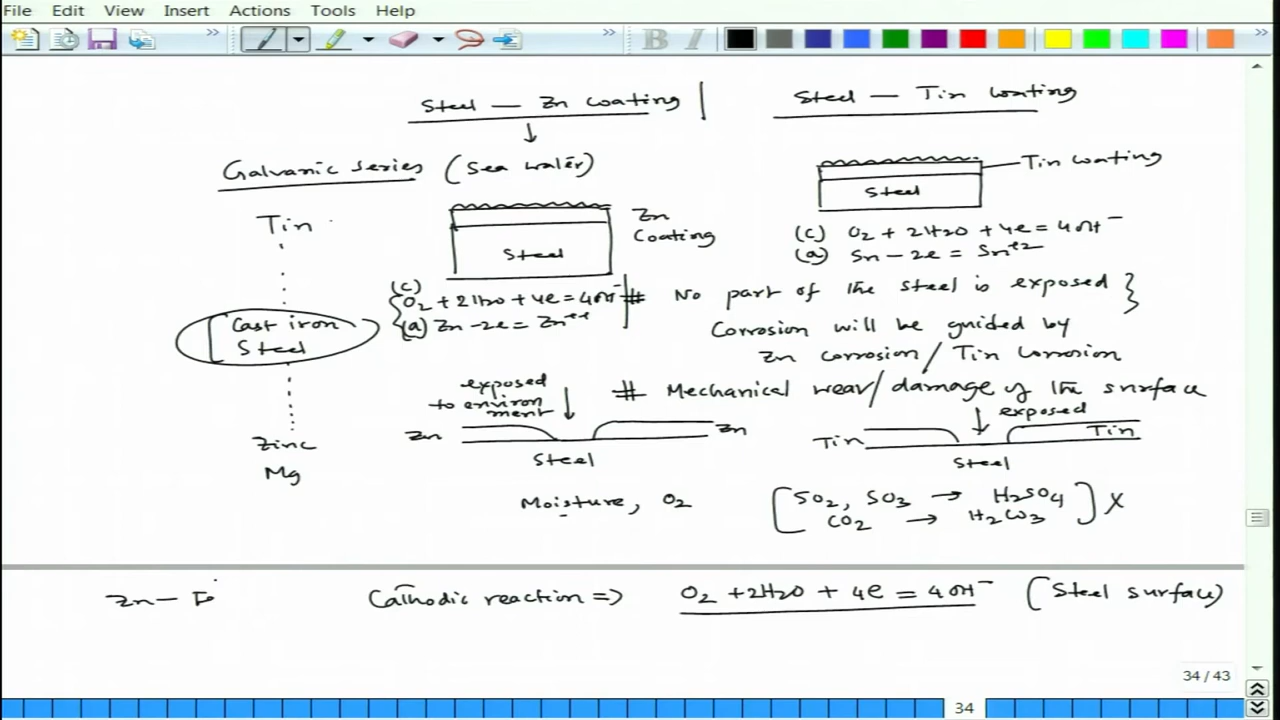 File Edit View Insert Actions Tools Help
Steel — Zn coating | Steel — Tin coating
Galvanic series (Sea water)
Tin
Cast iron
Steel
Zinc
Mg
Zn
Coating
Steel
(c)
O2 + 2H2O + 4e = 4OH-
(a) Zn - 2e = Zn++
Tin coating
Steel
(c) O2 + 2H2O + 4e = 4OH-
(a) Sn - 2e = Sn+2
# No part of the steel is exposed }
Corrosion will be guided by
Zn corrosion / Tin Corrosion
# Mechanical wear/damage of the surface
exposed
to environ
ment
Zn Zn
Steel
exposed
Tin Tin
Steel
Moisture, O2
[SO2, SO3 → H2SO4
CO2 → H2CO3] X
Zn - F
Cathodic reaction => O2 + 2H2O + 4e = 4OH- (Steel surface)
34 / 43
34